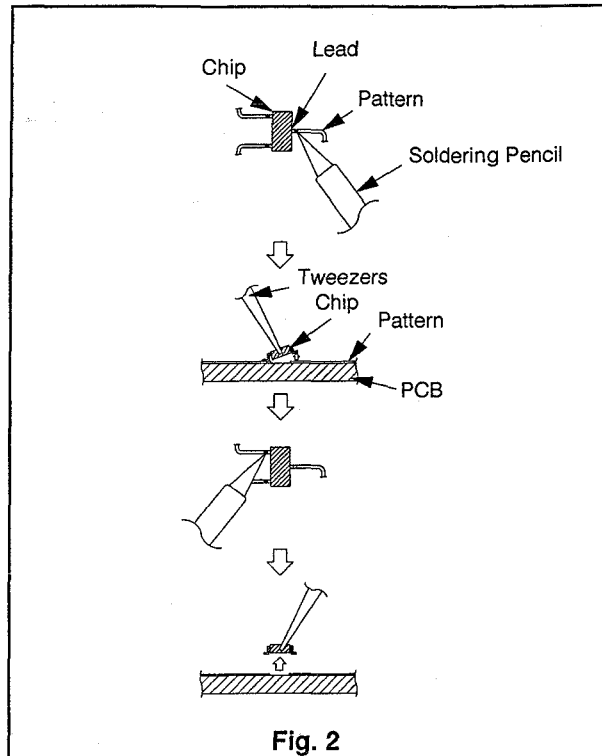 Lead
Chip
Pattern
Soldering Pencil
Tweezers
Chip
Pattern
PCB
Fig. 2